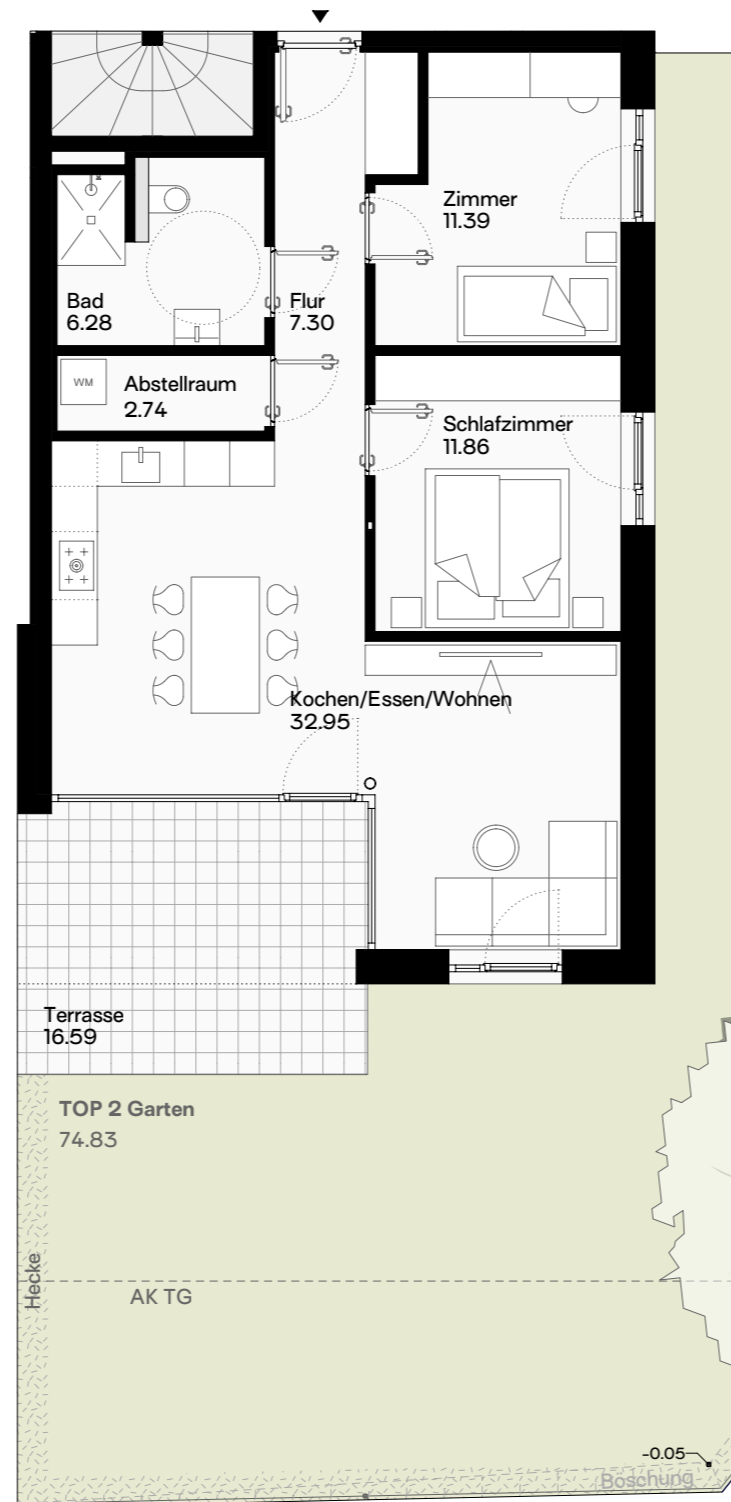 Zimmer
11.39
Bad
6.28
Flur
7.30
WM
Abstellraum
2.74
Schlafzimmer
11.86
Kochen/Essen/Wohnen
32.95
Terrasse
16.59
TOP 2 Garten
74.83
Hecke
AK TG
-0.05
Böschung